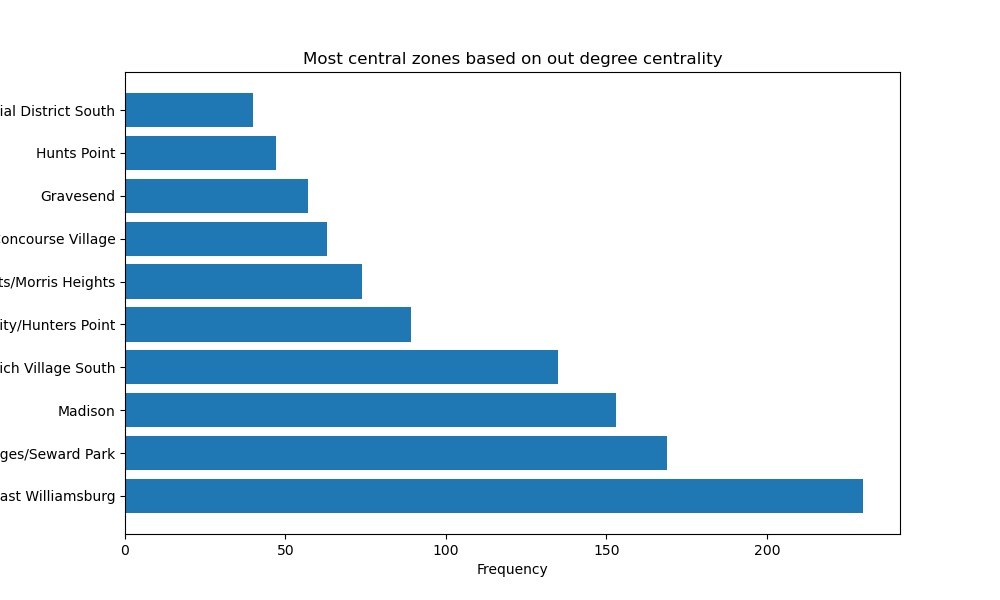 Most central zones based on out degree centrality
ial District South
Hunts Point
Gravesend
Concourse Village
ts/Morris Heights
ity/Hunters Point
ich Village South
Madison
ges/Seward Park
ast Williamsburg
0 50 100 150 200
Frequency